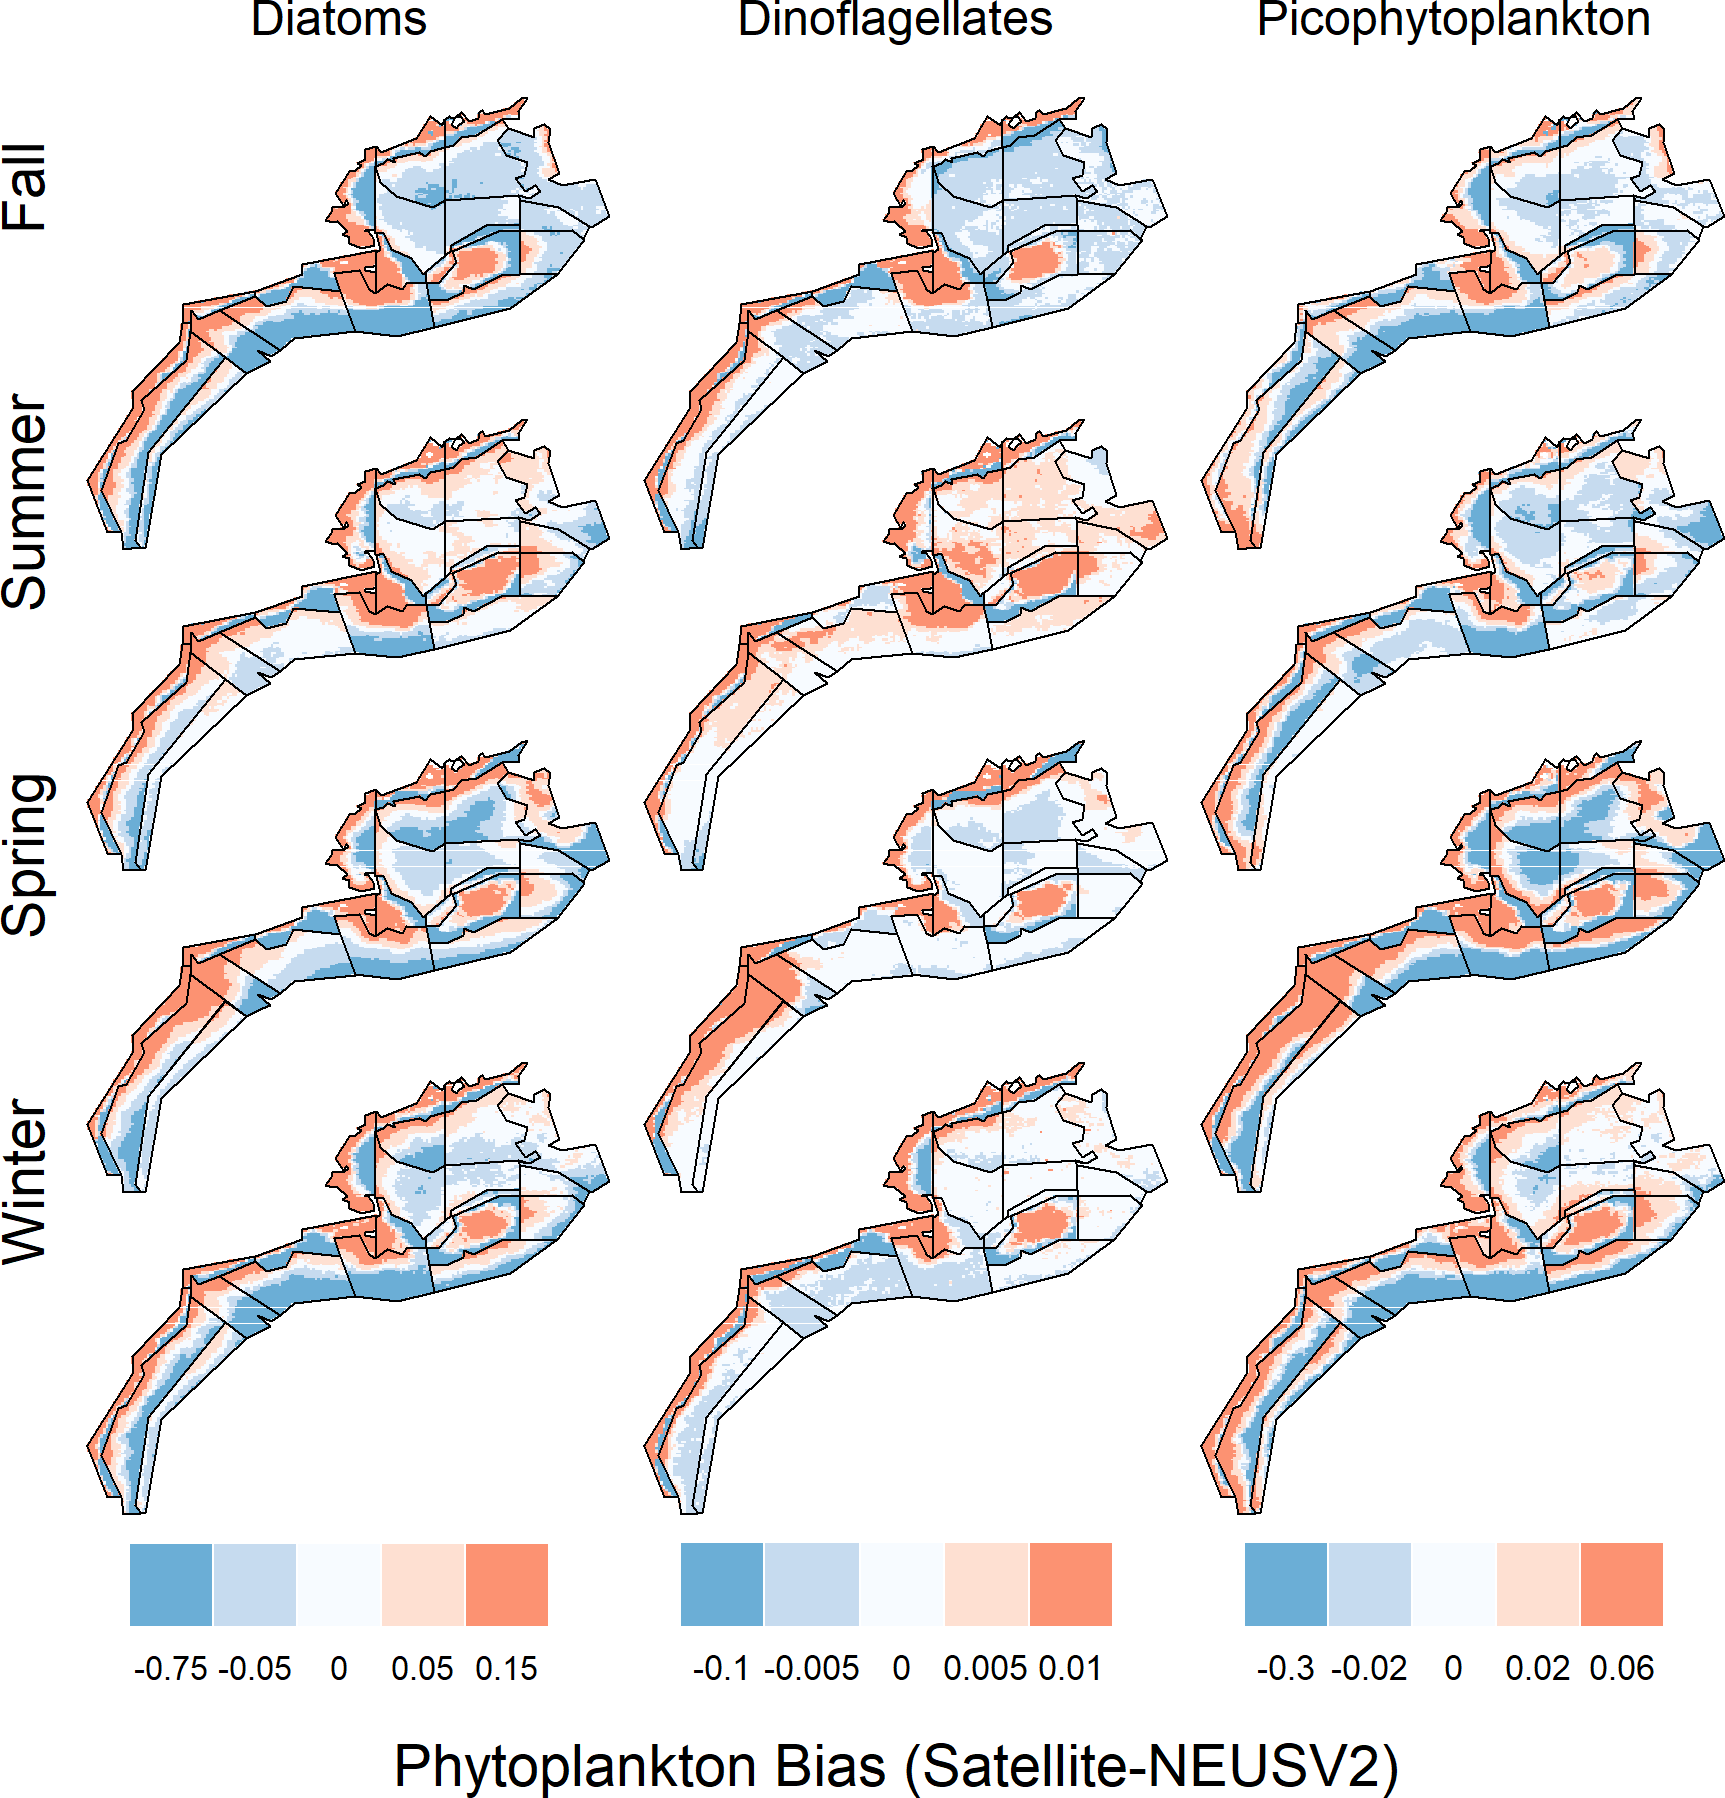 Diatoms Dinoflagellates Picophytoplankton
Fall
Summer
Spring
Winter
-0.75 -0.05 0 0.05 0.15 -0.1 -0.005 0 0.005 0.01 -0.3 -0.02 0 0.02 0.06
Phytoplankton Bias (Satellite-NEUSV2)